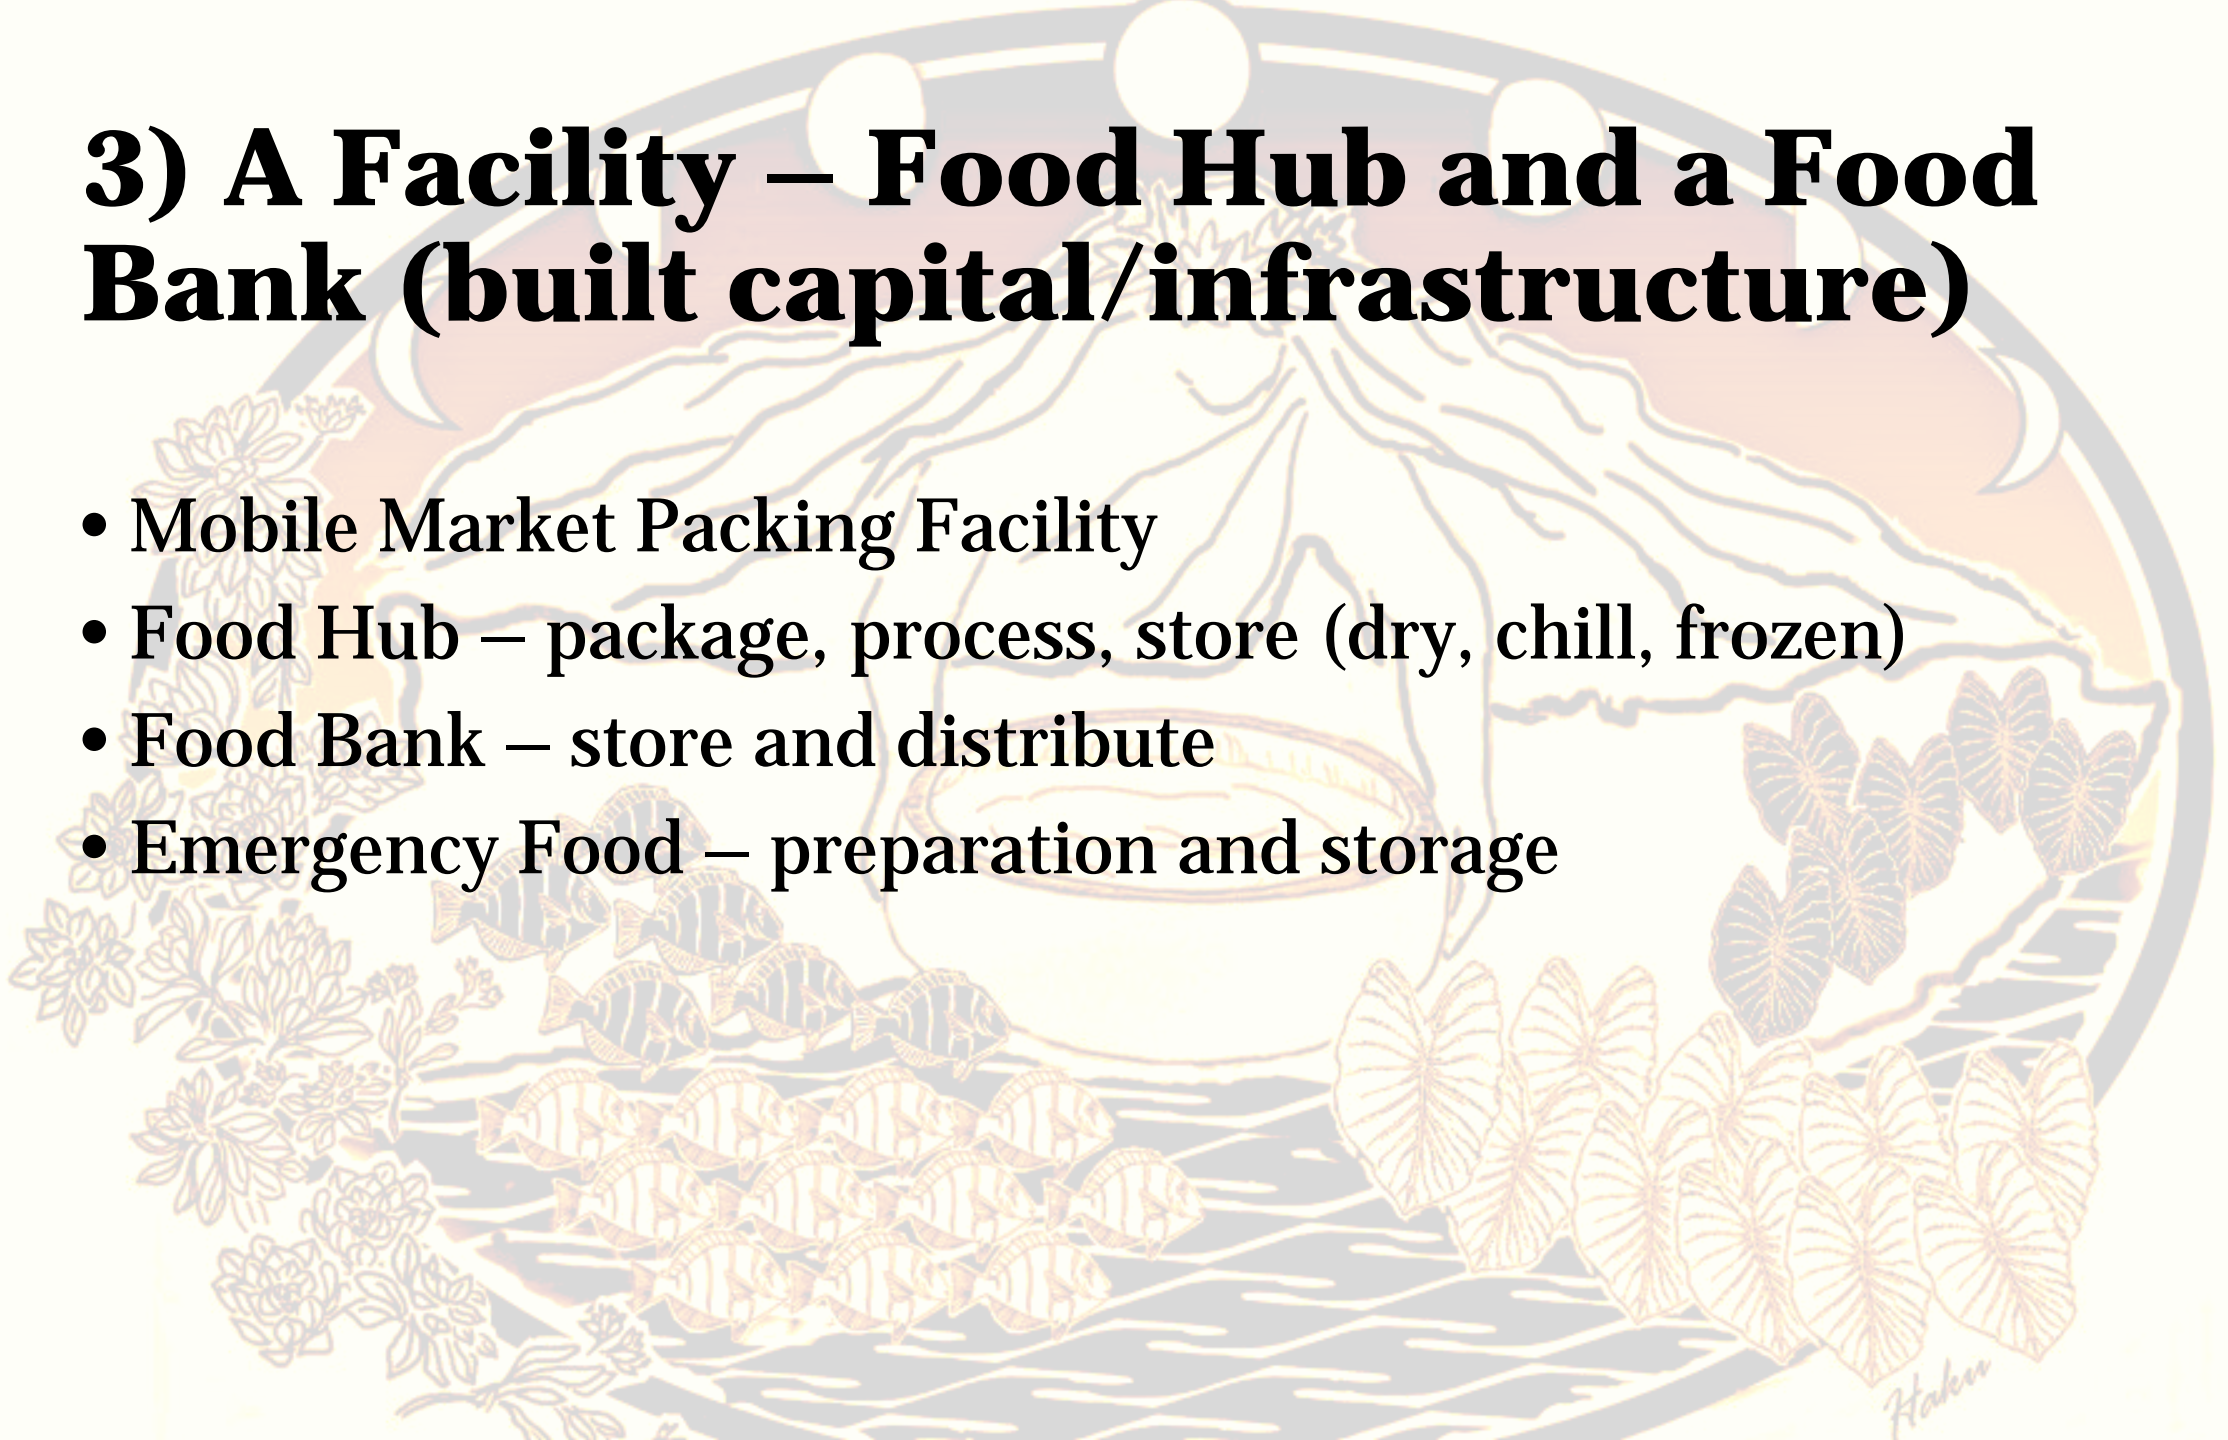 3) A Facility – Food Hub and a Food
Bank (built capital/infrastructure)
• Mobile Market Packing Facility
• Food Hub – package, process, store (dry, chill, frozen)
• Food Bank – store and distribute
• Emergency Food – preparation and storage
Haku